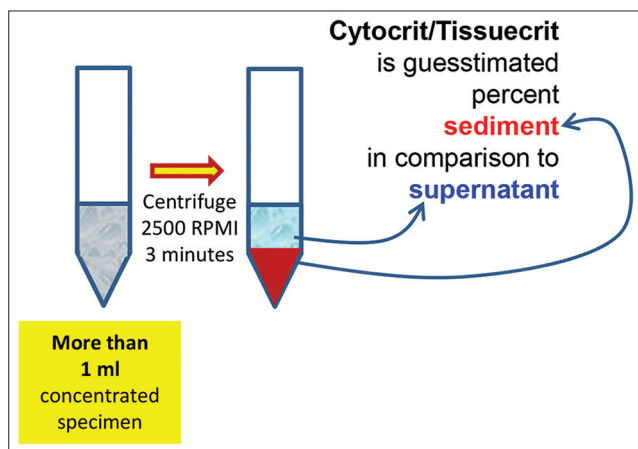 Cytocrit/Tissuecrit
is guesstimated
percent
sediment
in comparison to
supernatant
Centrifuge
2500 RPMI
3 minutes
More than
1 ml
concentrated
specimen